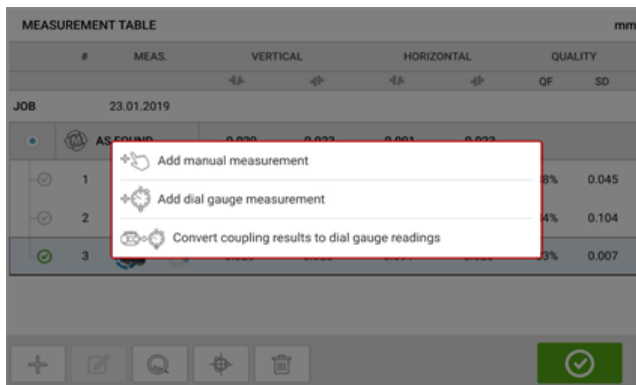 MEASUREMENT TABLE mm
# MEAS. VERTICAL HORIZONTAL QUALITY
QF SD
JOB 23.01.2019
AS FOUND
Add manual measurement
1 0.045
Add dial gauge measurement
2 0.104
Convert coupling results to dial gauge readings
3 0.007